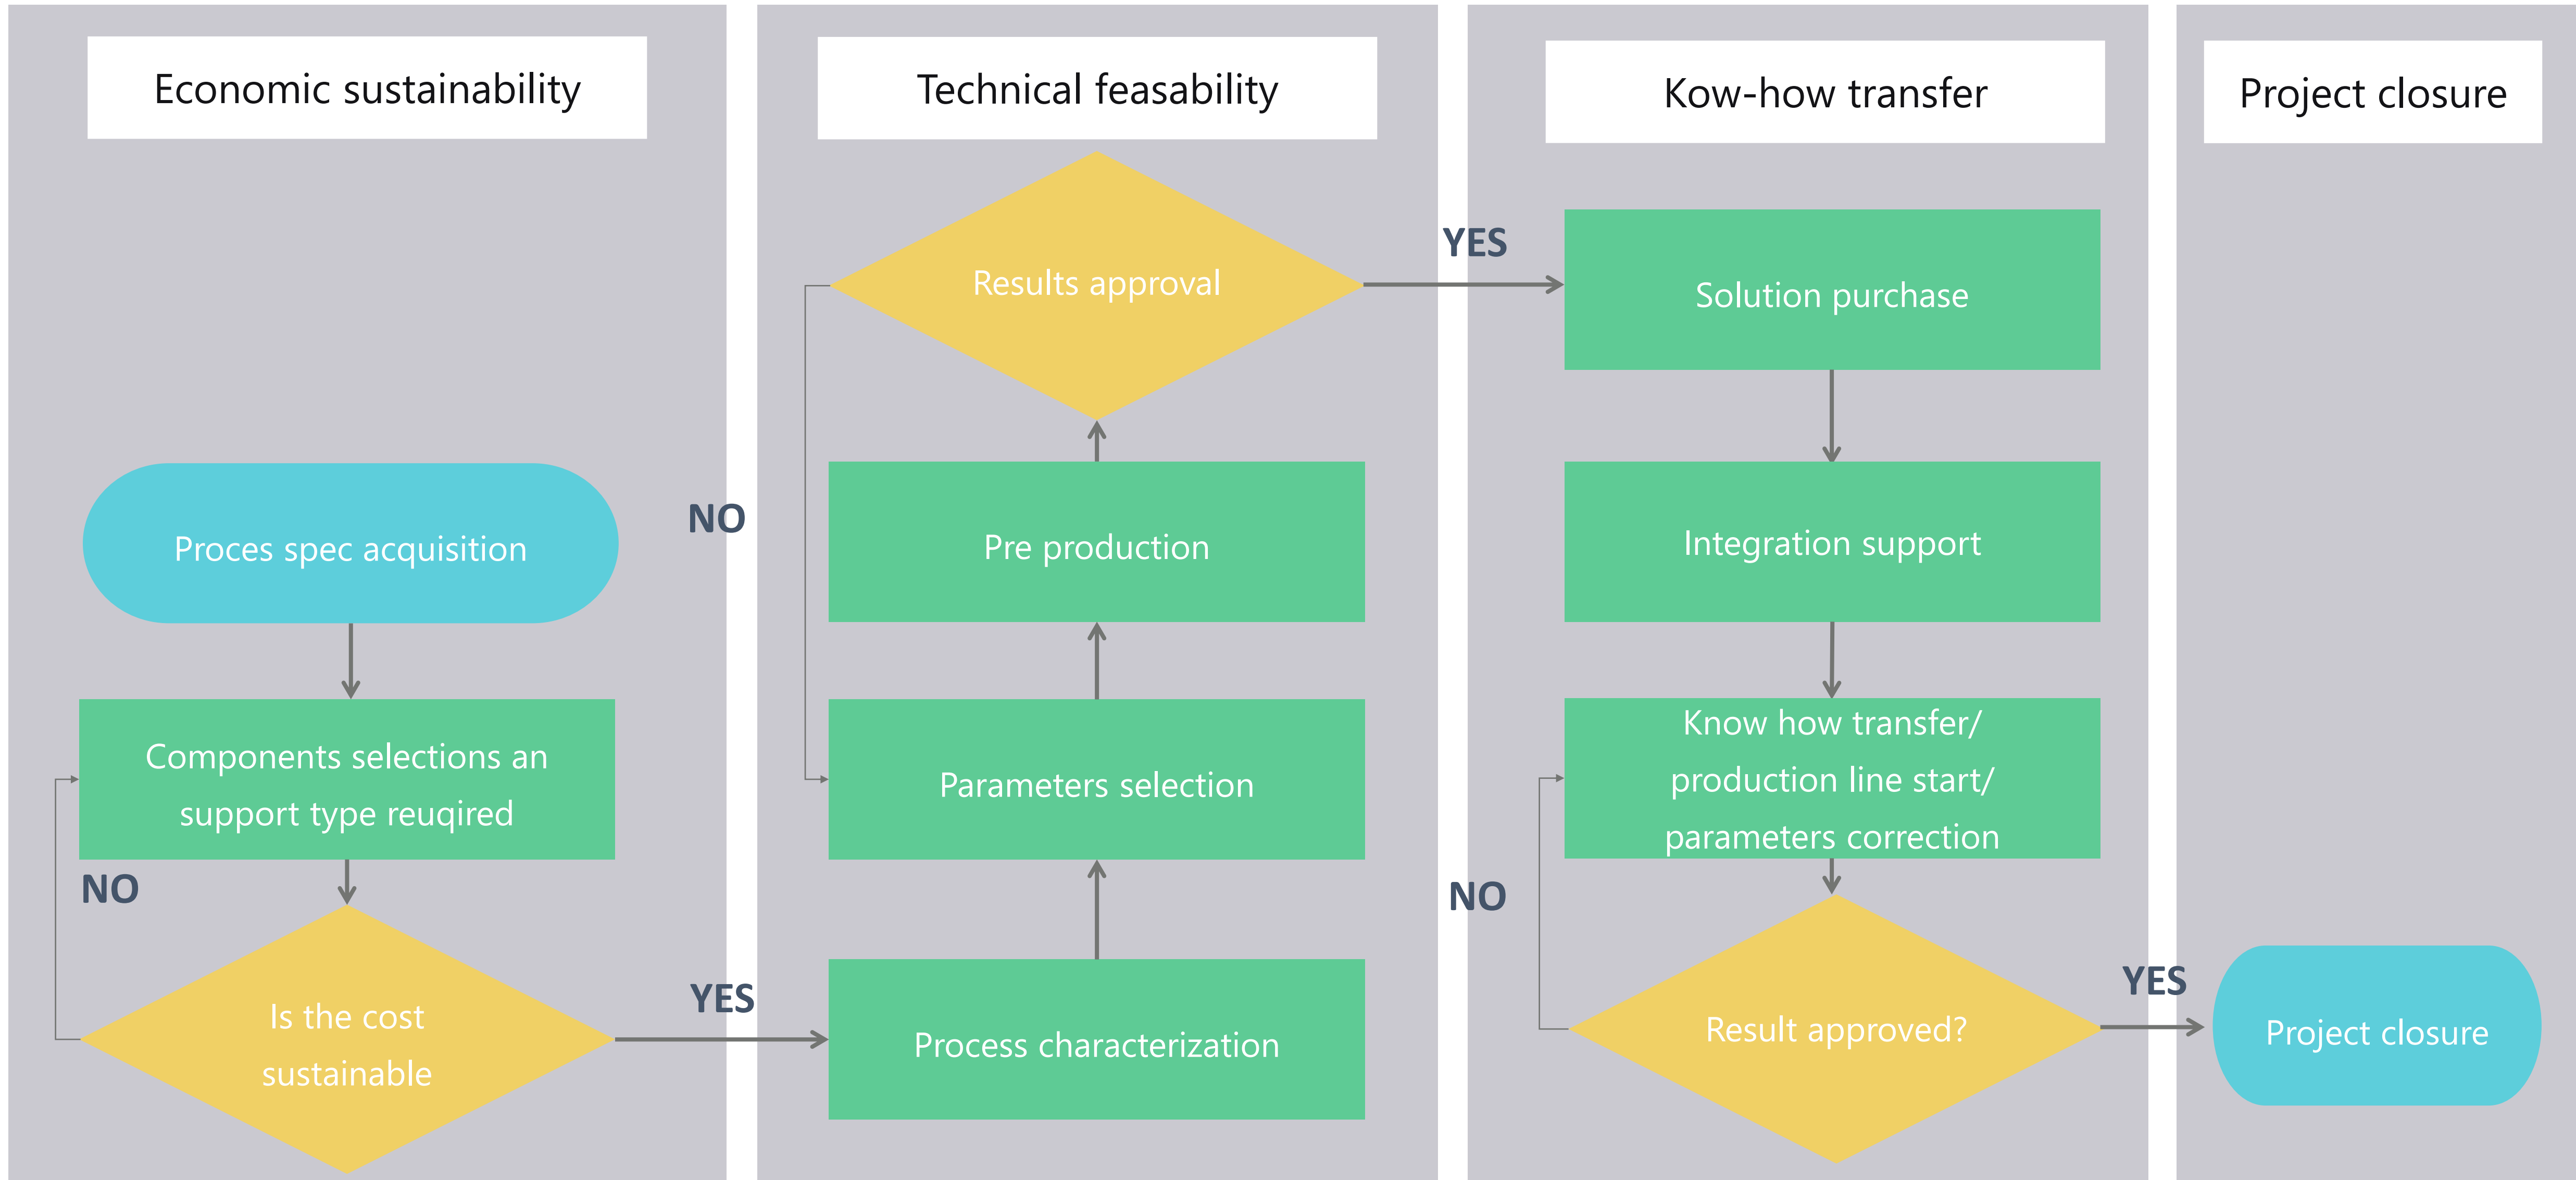 Economic sustainability
Proces spec acquisition
Components selections an
support type reuqired
NO
Is the cost
sustainable
YES
Technical feasability
Results approval
YES
NO
Pre production
Parameters selection
Process characterization
Kow-how transfer
Solution purchase
Integration support
Know how transfer/
production line start/
parameters correction
NO
Result approved?
YES
Project closure
Project closure